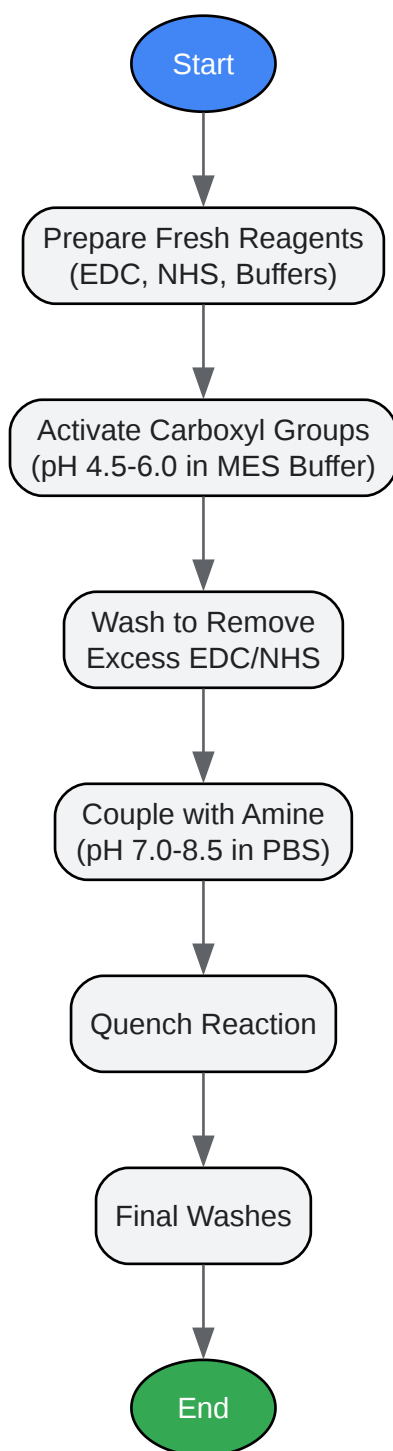 Start
Prepare Fresh Reagents
(EDC, NHS, Buffers)
Activate Carboxyl Groups
(pH 4.5-6.0 in MES Buffer)
Wash to Remove
Excess EDC/NHS
Couple with Amine
(pH 7.0-8.5 in PBS)
Quench Reaction
Final Washes
End